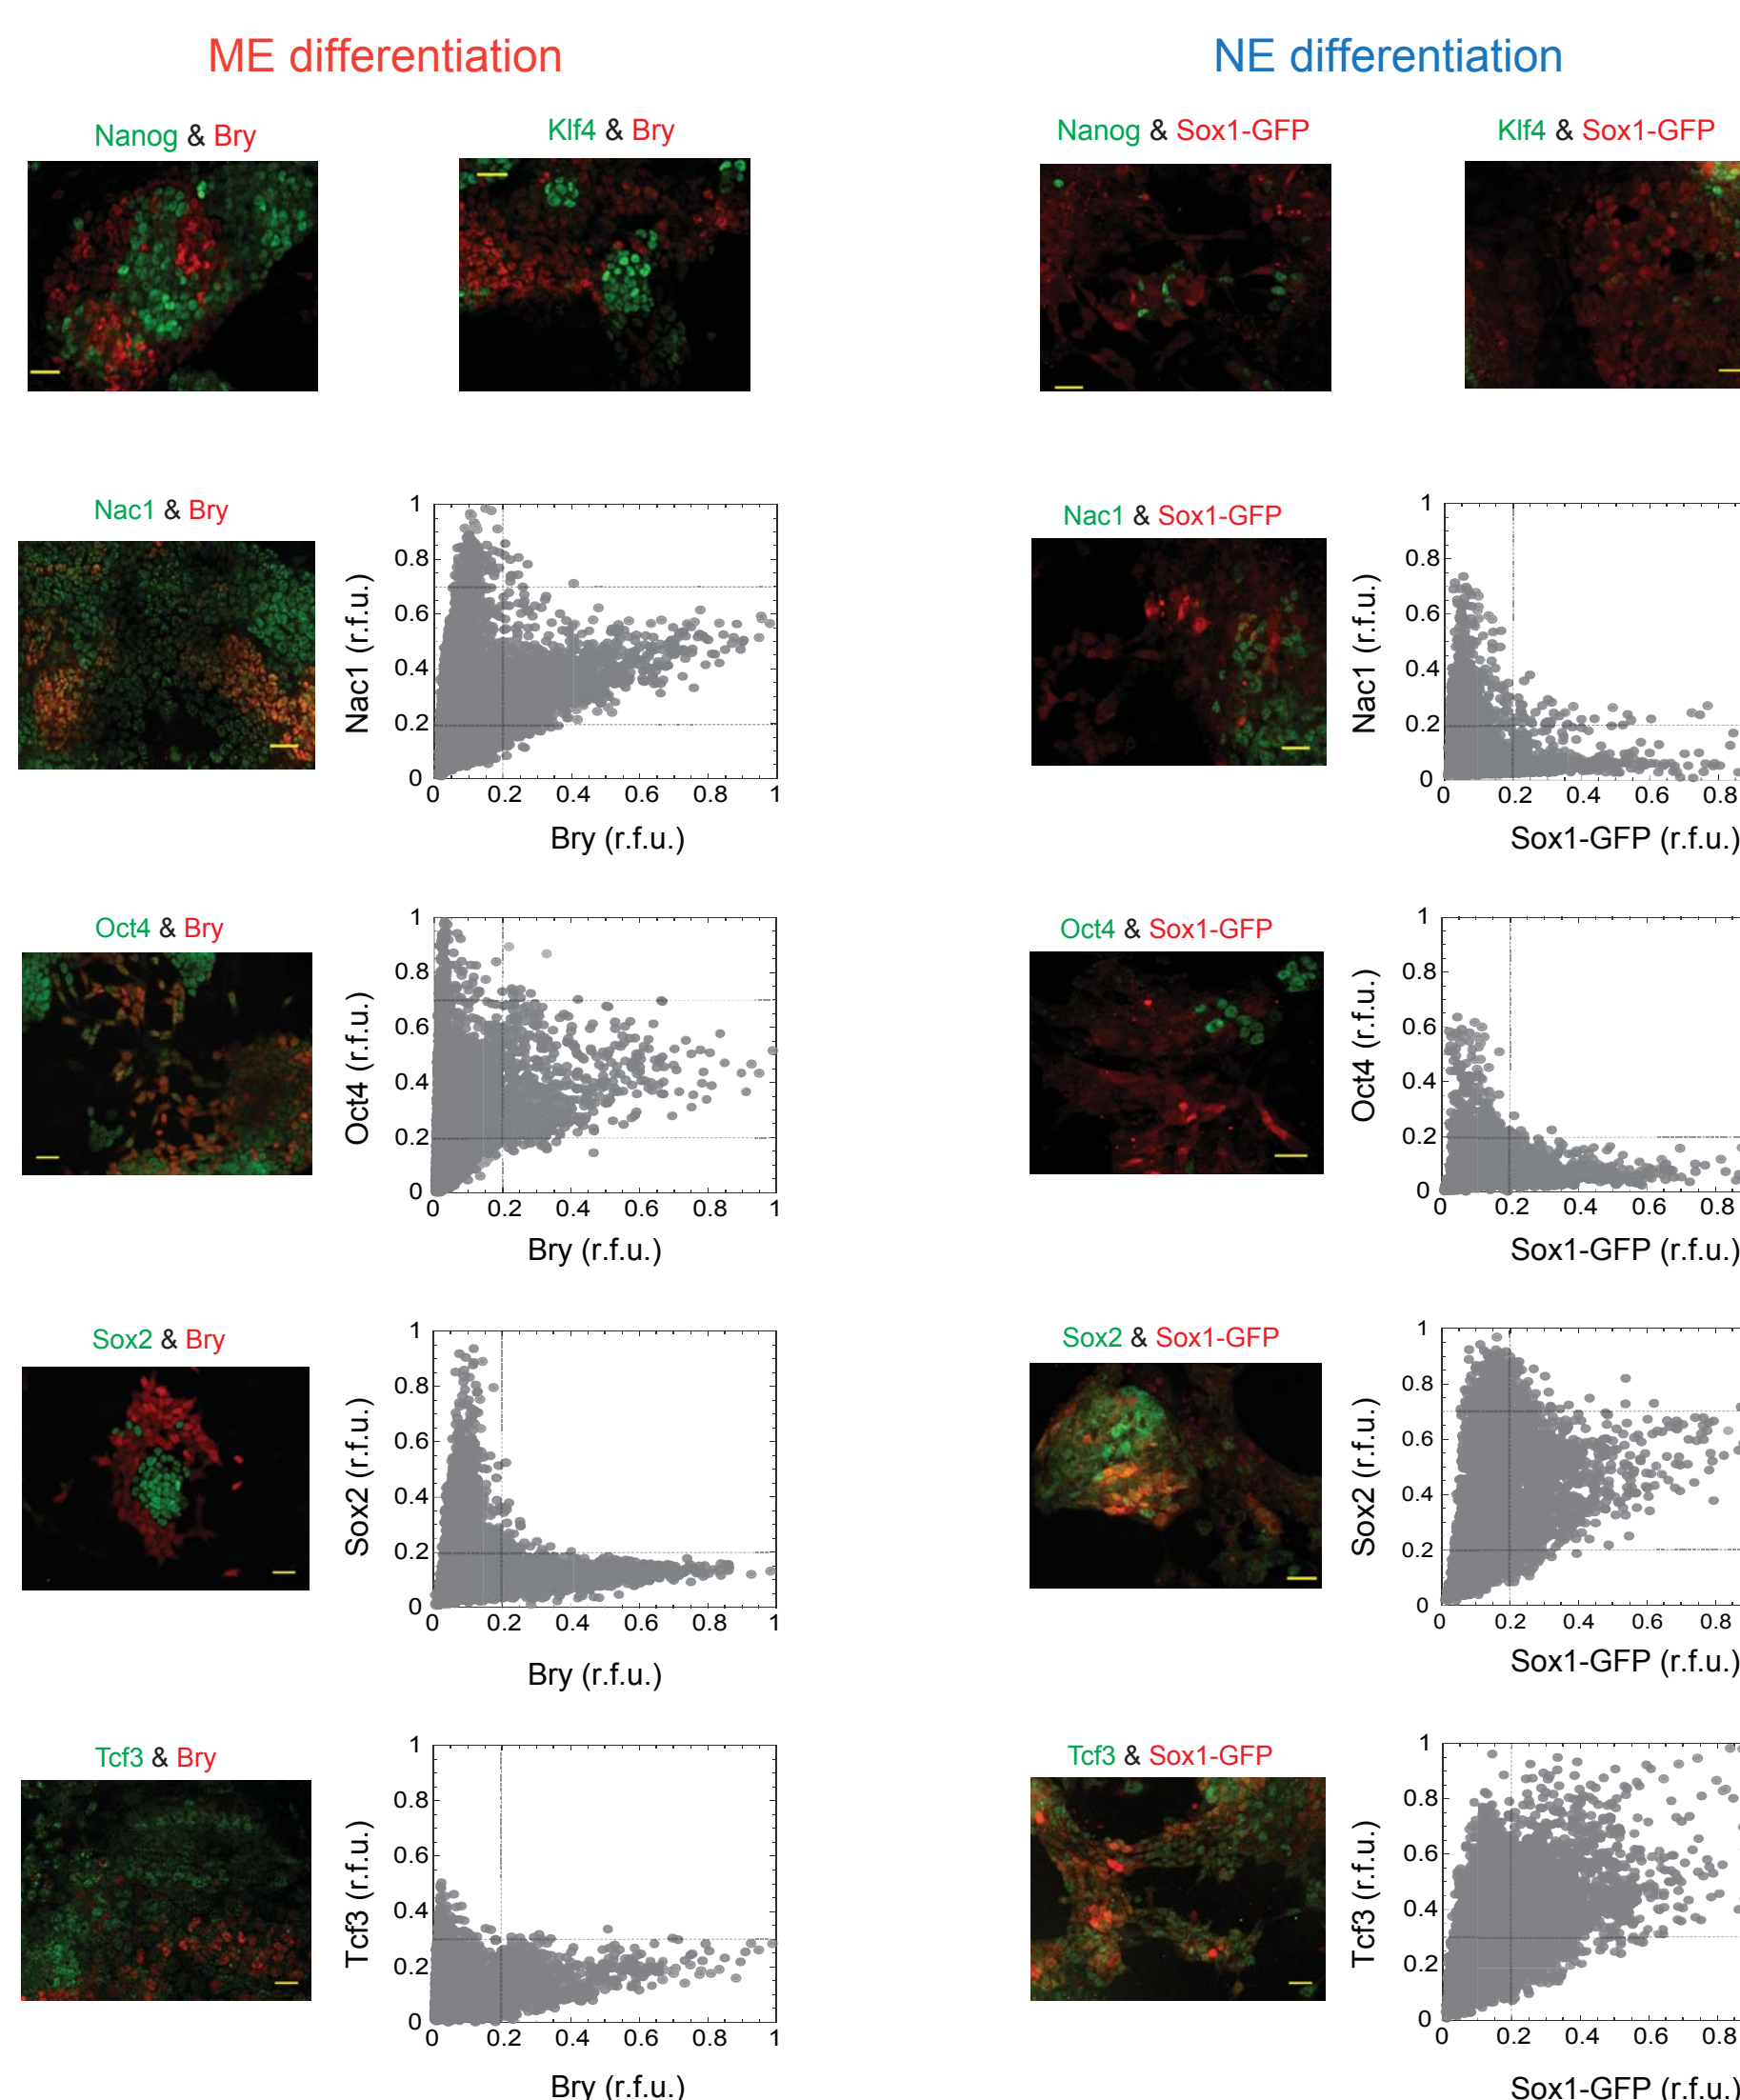 ME differentiation
NE differentiation
Nanog & Bry
Klf4 & Bry
Nanog & Sox1-GFP
Klf4 & Sox1-GFP
Nac1 & Bry
1
0.8
0.6
0.4
0.2
0
Nac1 (r.f.u.)
0 0.2 0.4 0.6 0.8 1
Bry (r.f.u.)
Nac1 & Sox1-GFP
1
0.8
0.6
0.4
0.2
0
Nac1 (r.f.u.)
0 0.2 0.4 0.6 0.8
Sox1-GFP (r.f.u.)
Oct4 & Bry
1
0.8
0.6
0.4
0.2
0
Oct4 (r.f.u.)
0 0.2 0.4 0.6 0.8 1
Bry (r.f.u.)
Oct4 & Sox1-GFP
1
0.8
0.6
0.4
0.2
0
Oct4 (r.f.u.)
0 0.2 0.4 0.6 0.8
Sox1-GFP (r.f.u.)
Sox2 & Bry
1
0.8
0.6
0.4
0.2
0
Sox2 (r.f.u.)
0 0.2 0.4 0.6 0.8 1
Bry (r.f.u.)
Sox2 & Sox1-GFP
1
0.8
0.6
0.4
0.2
0
Sox2 (r.f.u.)
0 0.2 0.4 0.6 0.8
Sox1-GFP (r.f.u.)
Tcf3 & Bry
1
0.8
0.6
0.4
0.2
0
Tcf3 (r.f.u.)
0 0.2 0.4 0.6 0.8 1
Bry (r.f.u.)
Tcf3 & Sox1-GFP
1
0.8
0.6
0.4
0.2
0
Tcf3 (r.f.u.)
0 0.2 0.4 0.6 0.8
Sox1-GFP (r.f.u.)